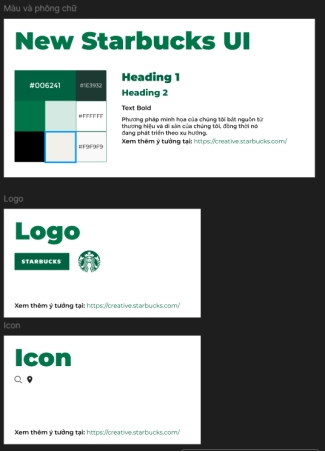 Màu và phông chữ
New Starbucks UI
#006241
#1E3932
Heading 1
Heading 2
#FFFFFF
Text Bold
Phương pháp minh họa của chúng tôi bắt nguồn từ
thương hiệu và di sản của chúng tôi, đồng thời nó
đang phát triển theo xu hướng.
#F9F9F9
Xem thêm ý tưởng tại: https://creative.starbucks.com/
Logo
Logo
STARBUCKS
Xem thêm ý tưởng tại: https://creative.starbucks.com/
Icon
Icon
Xem thêm ý tưởng tại: https://creative.starbucks.com/